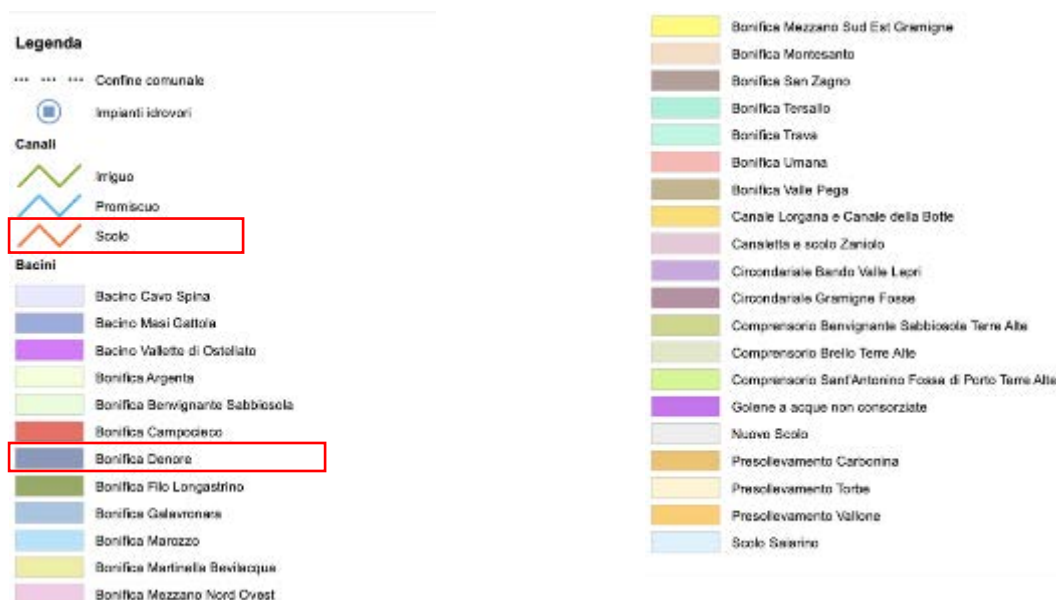 Legenda
Confine comunale
Impianti idrovori
Canali
Irriguo
Promiscuo
Scolo
Bacini
Bacino Cavo Spina
Bacino Masi Gattola
Bacino Vallette di Ostellato
Bonifica Argenta
Bonifica Benvignante Sabbiosola
Bonifica Campocieco
Bonifica Denore
Bonifica Filo Longastrino
Bonifica Galavronara
Bonifica Marozzo
Bonifica Martinella Bevilacqua
Bonifica Mezzano Nord Ovest
Bonifica Mezzano Sud Est Gramigne
Bonifica Montesanto
Bonifica San Zagno
Bonifica Tersallo
Bonifica Trava
Bonifica Umana
Bonifica Valle Pega
Canale Lorgana e Canale della Botte
Canaletta e scolo Zaniolo
Circondariale Bando Valle Lepri
Circondariale Gramigne Fosse
Comprensorio Benvignante Sabbiosola Terre Alte
Comprensorio Brello Terre Alte
Comprensorio Sant'Antonino Fossa di Porto Terre Alte
Golene a acque non consorziate
Nuovo Scolo
Presollevamento Carbonina
Presollevamento Torbe
Presollevamento Vallone
Scolo Saiarino